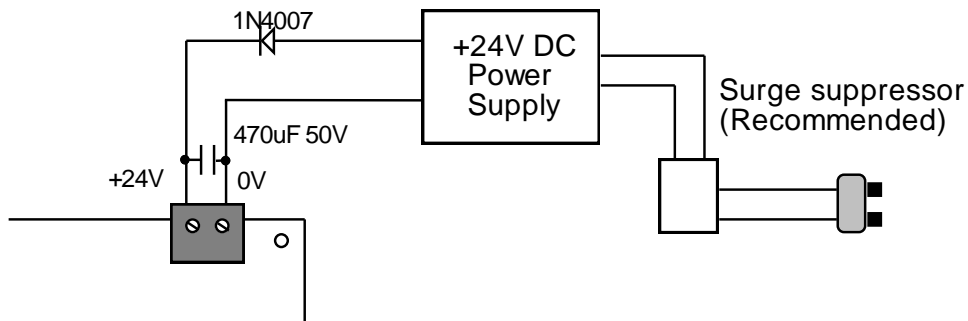 1N4007
+24V DC
Power
Supply
Surge suppressor
(Recommended)
470uF 50V
+24V
0V